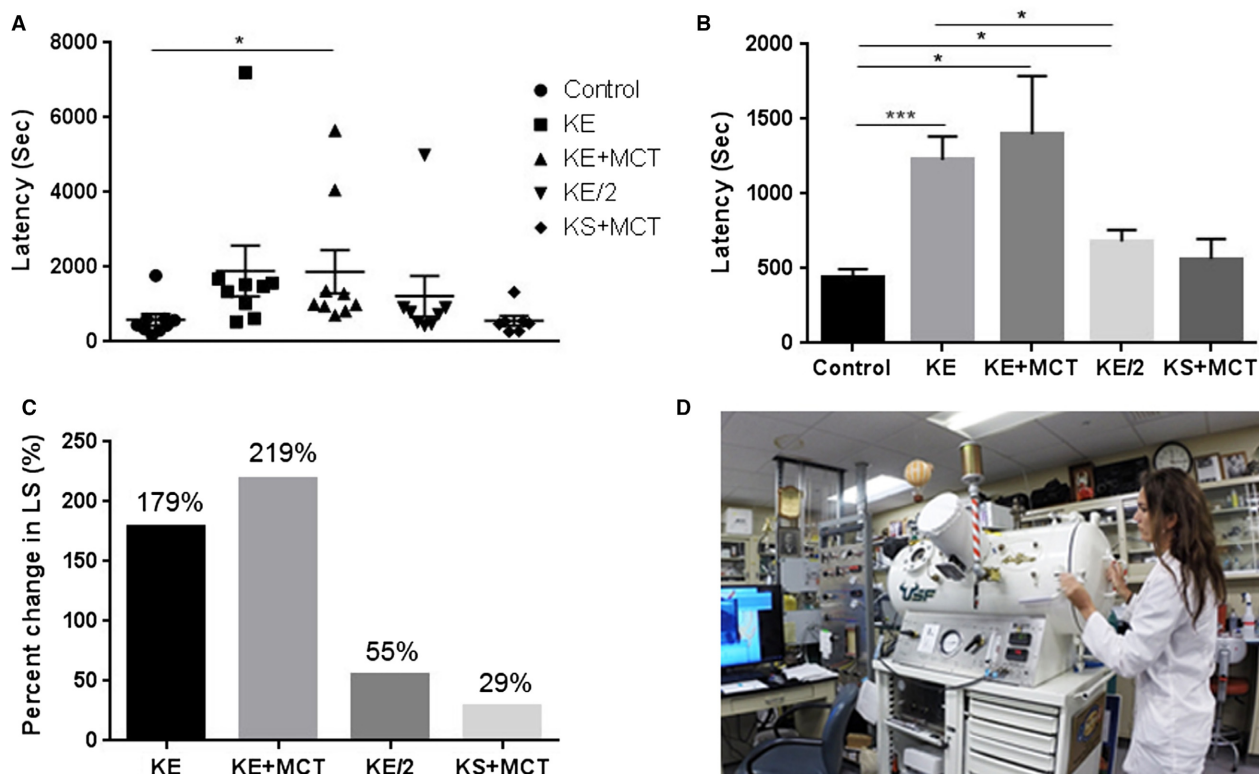 A
8000
6000
4000
2000
0
Latency (Sec)
*
Control
KE
KE+MCT
KE/2
KS+MCT
B
2000
1500
1000
500
0
Latency (Sec)
*
*
*
***
Control KE KE+MCT KE/2 KS+MCT
C
250
200
150
100
50
0
Percent change in LS (%)
179%
219%
55%
29%
KE KE+MCT KE/2 KS+MCT
D
USF